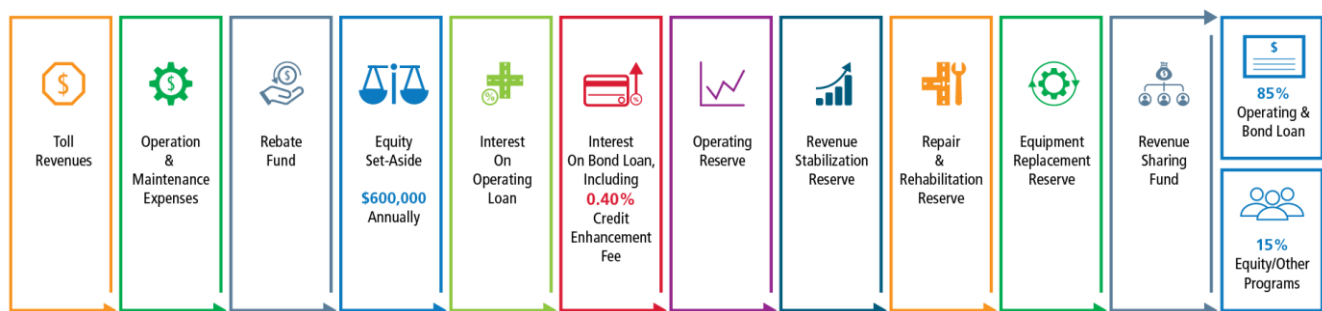 $
Toll
Revenues
$
Operation
&
Maintenance
Expenses
$
Rebate
Fund
Equity
Set-Aside
$600,000
Annually
%
Interest
On
Operating
Loan
%
Interest
On Bond Loan,
Including
0.40%
Credit
Enhancement
Fee
Operating
Reserve
Revenue
Stabilization
Reserve
Repair
&
Rehabilitation
Reserve
Equipment
Replacement
Reserve
$
Revenue
Sharing
Fund
$
85%
Operating &
Bond Loan
15%
Equity/Other
Programs